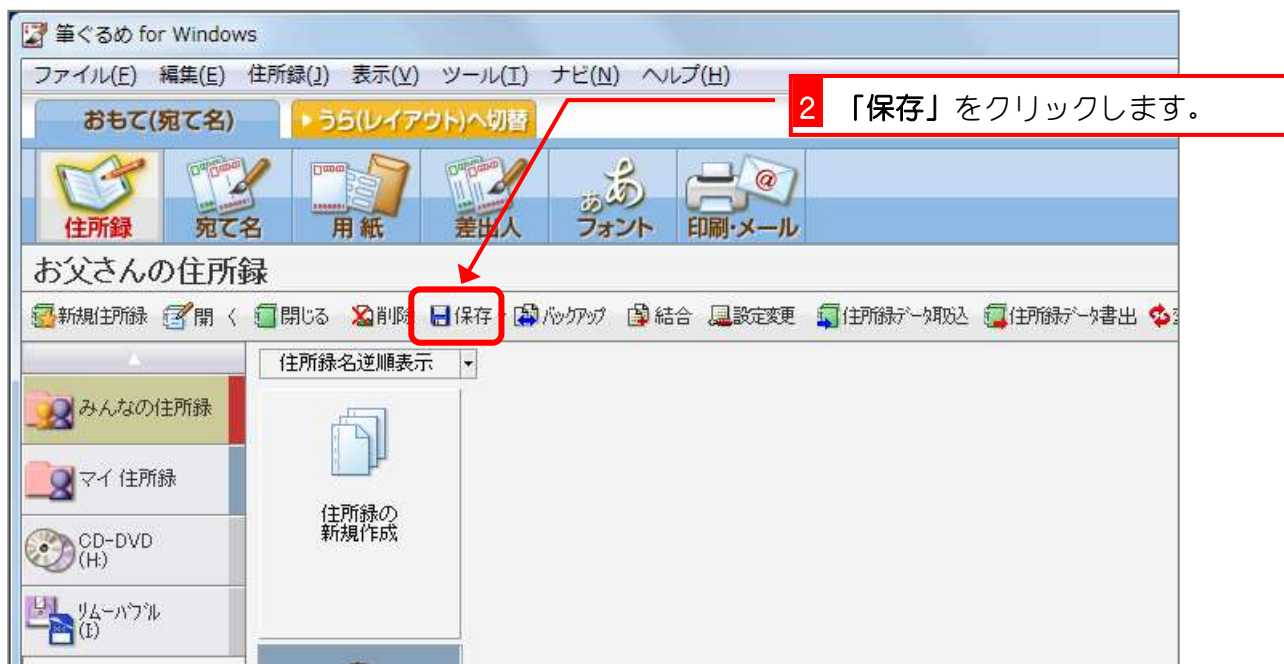 筆ぐるめ for Windows
ファイル(F) 編集(E) 住所録(J) 表示(V) ツール(T) ナビ(N) ヘルプ(H)
2 「保存」をクリックします。
おもて(宛て名) うら(レイアウト)へ切替
住所録 宛て名 用紙 差出人 フォント 印刷・メール
お父さんの住所録
新規住所録 開く 閉じる 削除 保存 バックアップ 結合 設定変更 住所録データ取込 住所録データ書出
住所録名逆順表示
みんなの住所録
マイ 住所録
住所録の
新規作成
CD-DVD
(H:)
リムーバブル
(I:)